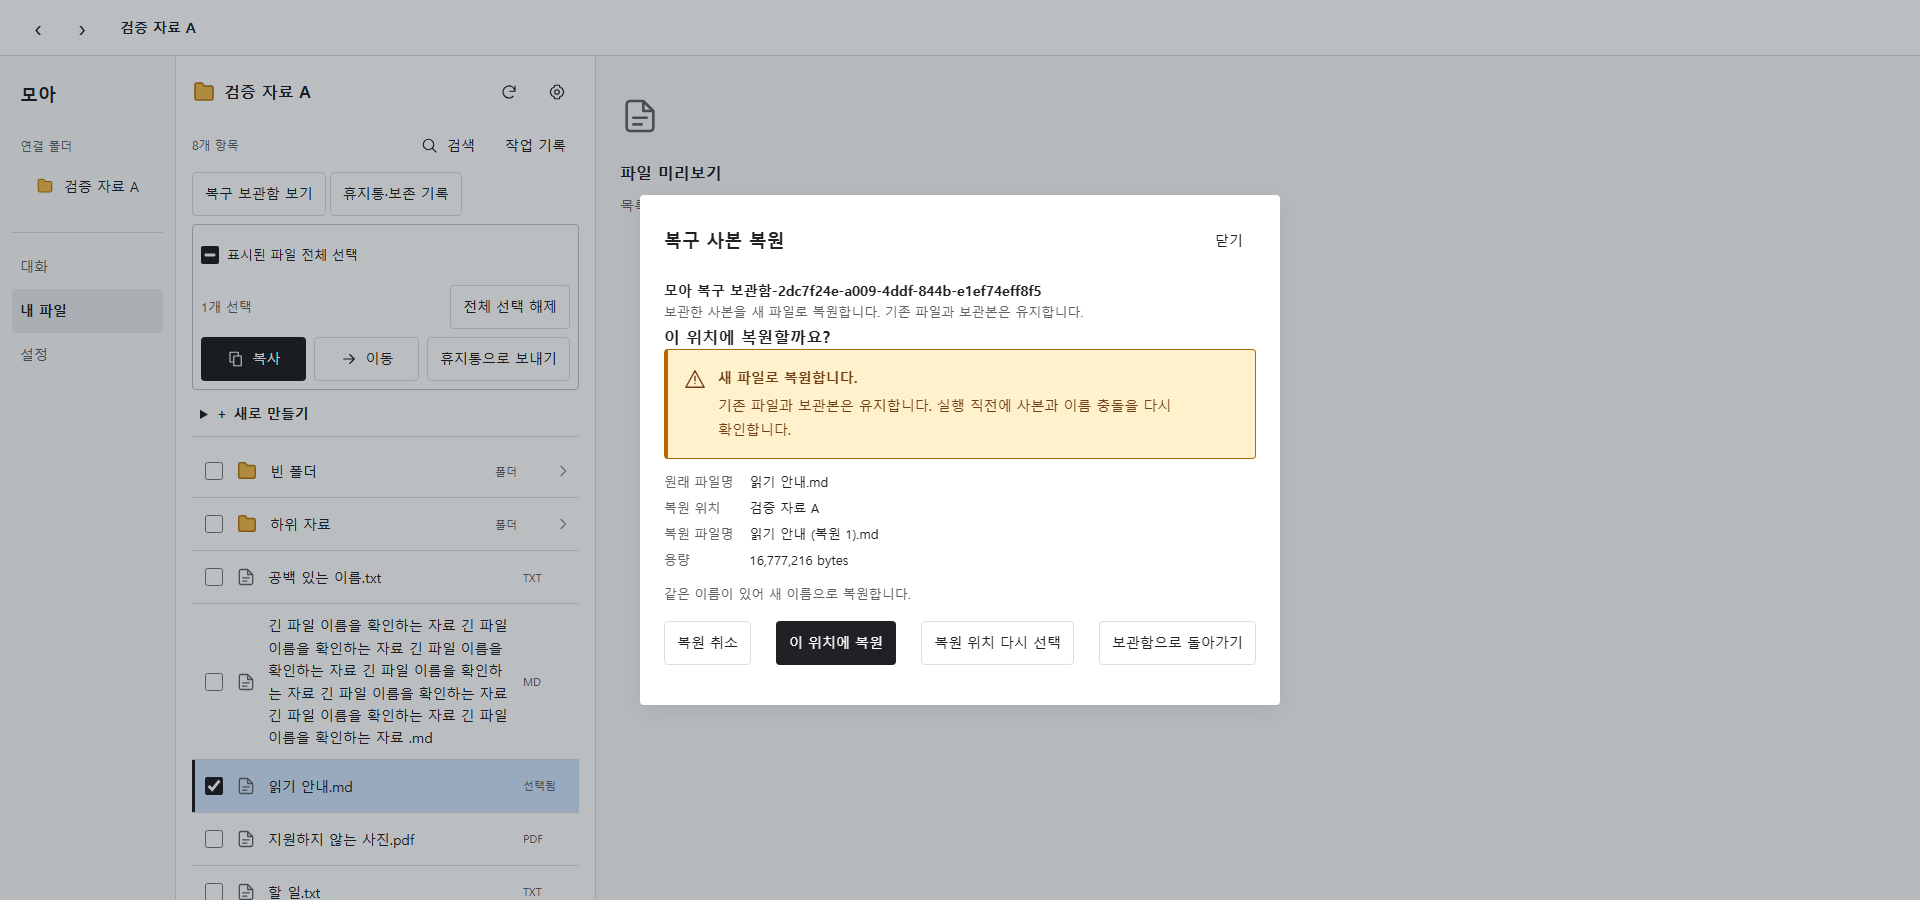 검증 자료 A
모아
연결 폴더
검증 자료 A
대화
내 파일
설정
검증 자료 A
8개 항목
검색
작업 기록
복구 보관함 보기
휴지통·보존 기록
표시된 파일 전체 선택
1개 선택
전체 선택 해제
복사
이동
휴지통으로 보내기
+ 새로 만들기
빈 폴더
폴더
하위 자료
폴더
공백 있는 이름.txt
TXT
긴 파일 이름을 확인하는 자료 긴 파일
이름을 확인하는 자료 긴 파일 이름을
확인하는 자료 긴 파일 이름을 확인하
는 자료 긴 파일 이름을 확인하는 자료
긴 파일 이름을 확인하는 자료 긴 파일
이름을 확인하는 자료 .md
MD
읽기 안내.md
선택됨
지원하지 않는 사진.pdf
PDF
할 일.txt
TXT
파일 미리보기
복구 사본 복원
닫기
모아 복구 보관함-2dc7f24e-a009-4ddf-844b-e1ef74eff8f5
보관한 사본을 새 파일로 복원합니다. 기존 파일과 보관본은 유지합니다.
이 위치에 복원할까요?
새 파일로 복원합니다.
기존 파일과 보관본은 유지합니다. 실행 직전에 사본과 이름 충돌을 다시
확인합니다.
원래 파일명 읽기 안내.md
복원 위치 검증 자료 A
복원 파일명 읽기 안내 (복원 1).md
용량 16,777,216 bytes
같은 이름이 있어 새 이름으로 복원합니다.
복원 취소
이 위치에 복원
복원 위치 다시 선택
보관함으로 돌아가기